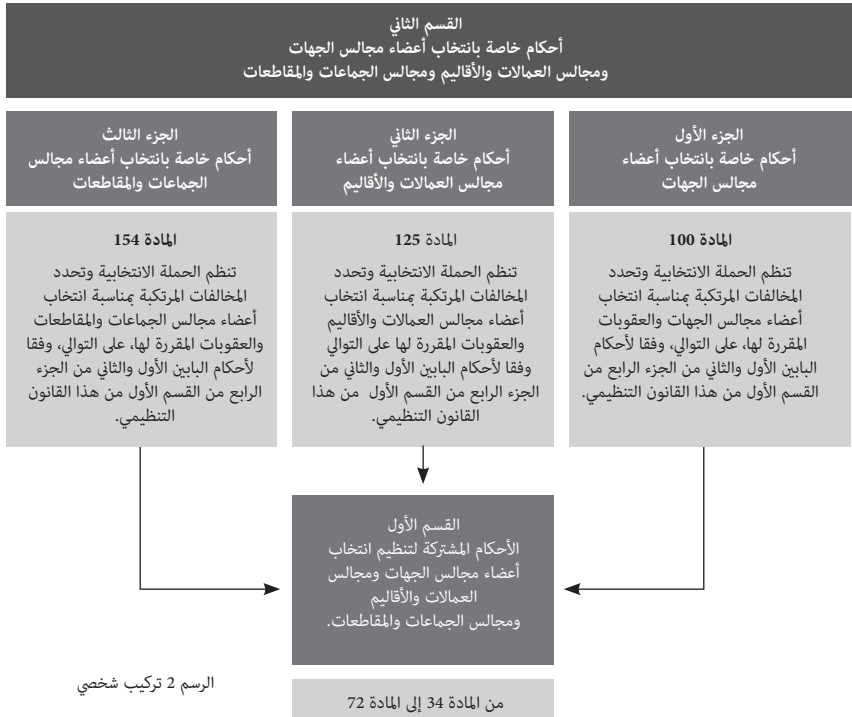 القسم الثاني
أحكام خاصة بانتخاب أعضاء مجالس الجهات
ومجالس العمالات والأقاليم ومجالس الجماعات والمقاطعات
الجزء الأول
أحكام خاصة بانتخاب أعضاء
مجالس الجهات
الجزء الثاني
أحكام خاصة بانتخاب أعضاء
مجالس العمالات والأقاليم
الجزء الثالث
أحكام خاصة بانتخاب أعضاء مجالس
الجماعات والمقاطعات
المادة 100
تنظم الحملة الانتخابية وتحدد
المخالفات المرتكبة بمناسبة انتخاب
أعضاء مجالس الجهات والعقوبات
المقررة لها، على التوالي، وفقا لأحكام
البابين الأول والثاني من الجزء الرابع من
القسم الأول من هذا القانون التنظيمي.
المادة 125
تنظم الحملة الانتخابية وتحدد
المخالفات المرتكبة بمناسبة انتخاب
أعضاء مجالس العمالات والأقاليم
والعقوبات المقررة لها على التوالي
وفقا لأحكام البابين الأول والثاني من
الجزء الرابع من القسم الأول من هذا
القانون التنظيمي.
المادة 154
تنظم الحملة الانتخابية وتحدد
المخالفات المرتكبة بمناسبة انتخاب
أعضاء مجالس الجماعات والمقاطعات
والعقوبات المقررة لها، على التوالي، وفقا
لأحكام البابين الأول والثاني من الجزء
الرابع من القسم الأول من هذا القانون
التنظيمي.
القسم الأول
الأحكام المشتركة لتنظيم انتخاب
أعضاء مجالس الجهات ومجالس
العمالات والأقاليم
ومجالس الجماعات والمقاطعات.
من المادة 34 إلى المادة 72
الرسم 2 تركيب شخصي